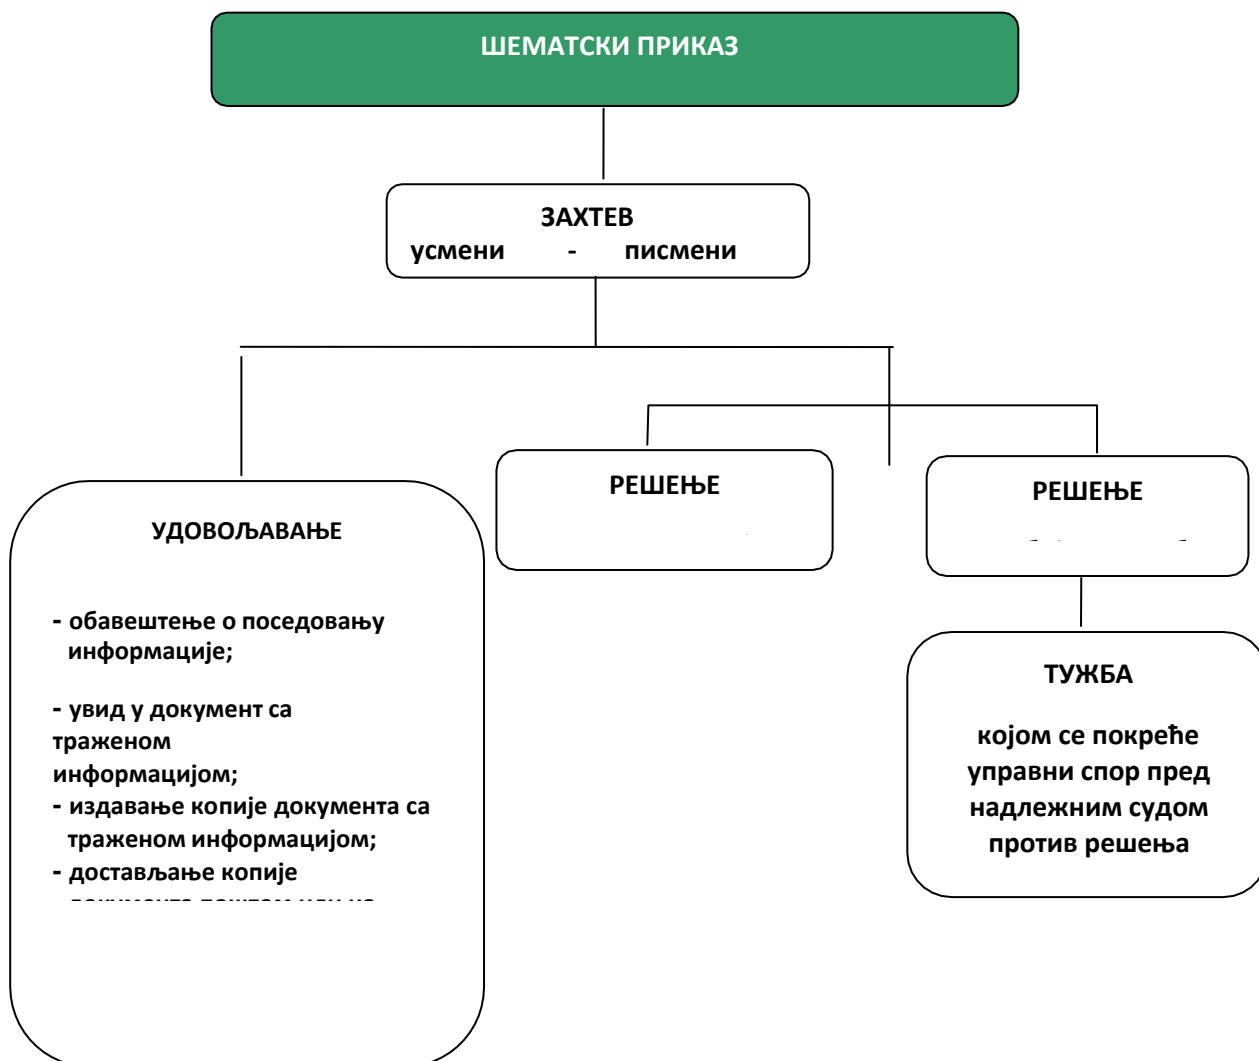 ШЕМАТСКИ ПРИКАЗ
ЗАХТЕВ
усмени - писмени
УДОВОЉАВАЊЕ
- обавештење о поседовању
информације;
- увид у документ са
траженом
информацијом;
- издавање копије документа са
траженом информацијом;
- достављање копије
РЕШЕЊЕ
РЕШЕЊЕ
ТУЖБА
којом се покреће
управни спор пред
надлежним судом
против решења